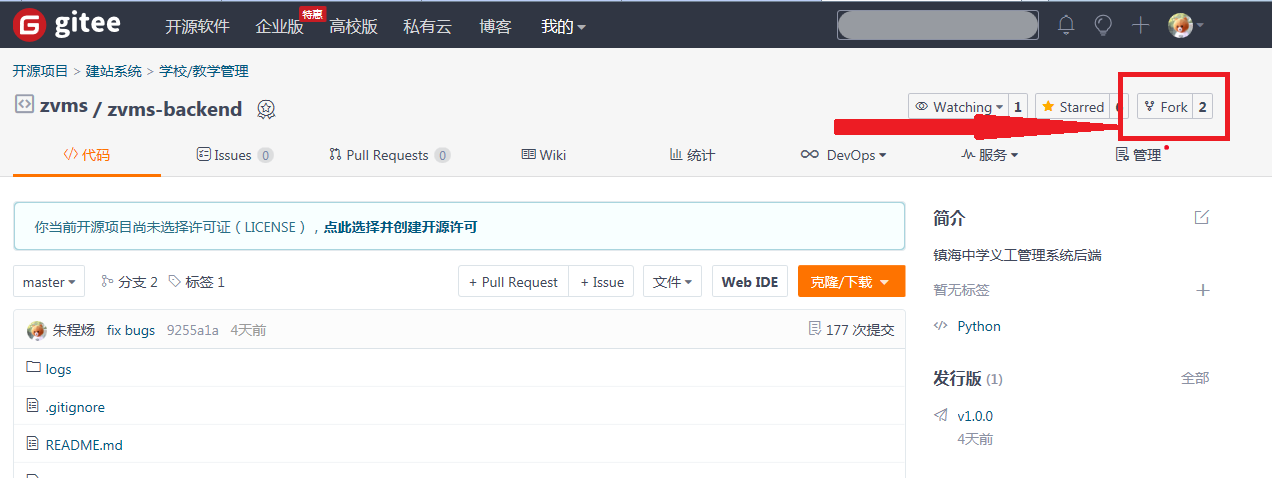 gitee 开源软件 企业版 特惠 高校版 私有云 博客 我的
开源项目 > 建站系统 > 学校/教学管理
zvms / zvms-backend Watching 1 Starred Fork 2
代码 Issues 0 Pull Requests 0 Wiki 统计 DevOps 服务 管理
你当前开源项目尚未选择许可证（LICENSE），点此选择并创建开源许可
简介
镇海中学义工管理系统后端
master 分支 2 标签 1 + Pull Request + Issue 文件 Web IDE 克隆/下载
暂无标签
朱程炀 fix bugs 9255a1a 4天前 177 次提交
Python
logs
发行版 (1) 全部
.gitignore
v1.0.0
4天前
README.md